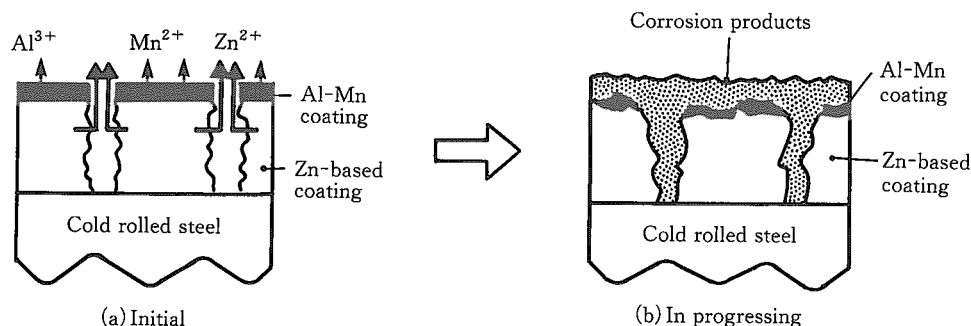 Al³⁺ Mn²⁺ Zn²⁺
Al-Mn
coating
Zn-based
coating
Cold rolled steel
(a) Initial
Corrosion products
Al-Mn
coating
Zn-based
coating
Cold rolled steel
(b) In progressing